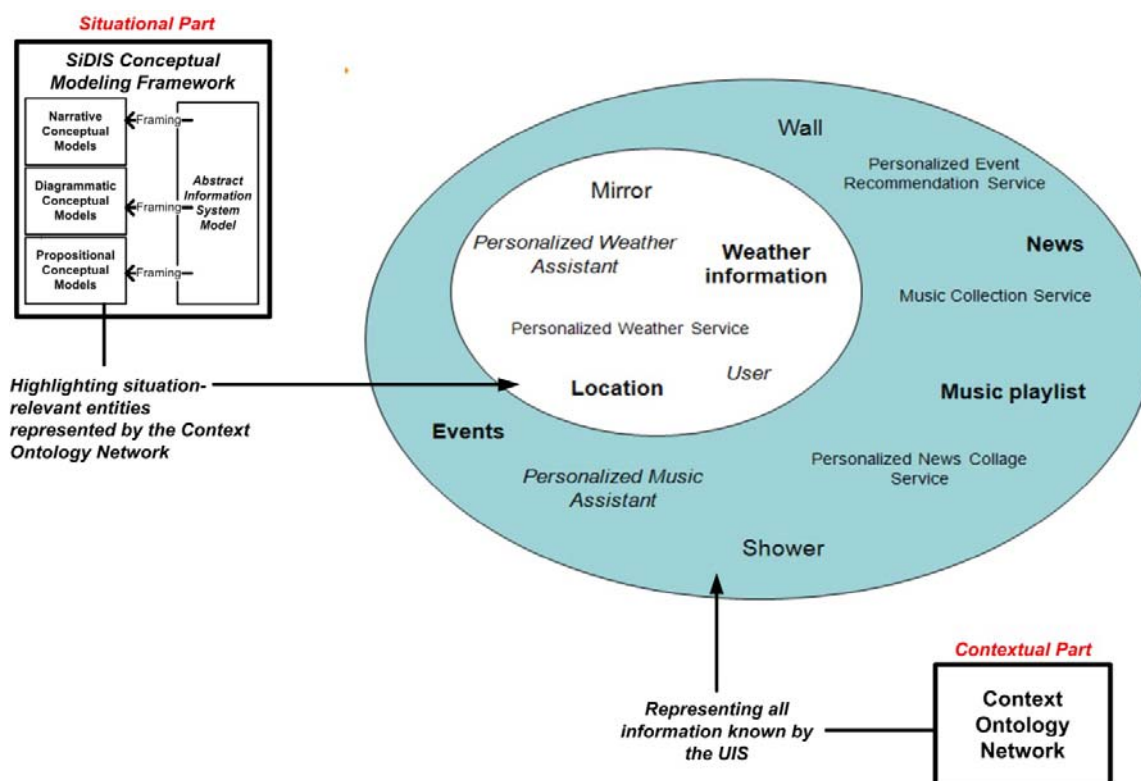 Situational Part
SiDIS Conceptual
Modeling Framework
Narrative
Conceptual
Models
Framing
Diagrammatic
Conceptual
Models
Framing
Abstract
Information
System
Model
Propositional
Conceptual
Models
Framing
Highlighting situation-
relevant entities
represented by the Context
Ontology Network
Wall
Personalized Event
Recommendation Service
Mirror
Personalized Weather
Assistant
Weather
information
News
Music Collection Service
Personalized Weather Service
User
Location
Music playlist
Events
Personalized Music
Assistant
Personalized News Collage
Service
Shower
Representing all
information known by
the UIS
Contextual Part
Context
Ontology
Network